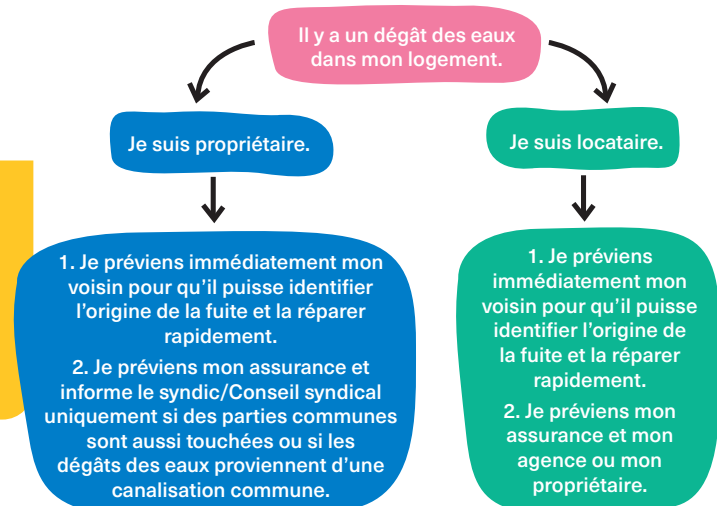 Il y a un dégât des eaux
dans mon logement.
Je suis propriétaire.
Je suis locataire.
1. Je préviens immédiatement mon
voisin pour qu'il puisse identifier
l'origine de la fuite et la réparer
rapidement.
2. Je préviens mon assurance et
informe le syndic/Conseil syndical
uniquement si des parties communes
sont aussi touchées ou si les
dégâts des eaux proviennent d'une
canalisation commune.
1. Je préviens
immédiatement mon
voisin pour qu'il puisse
identifier l'origine de
la fuite et la réparer
rapidement.
2. Je préviens mon
assurance et mon
agence ou mon
propriétaire.